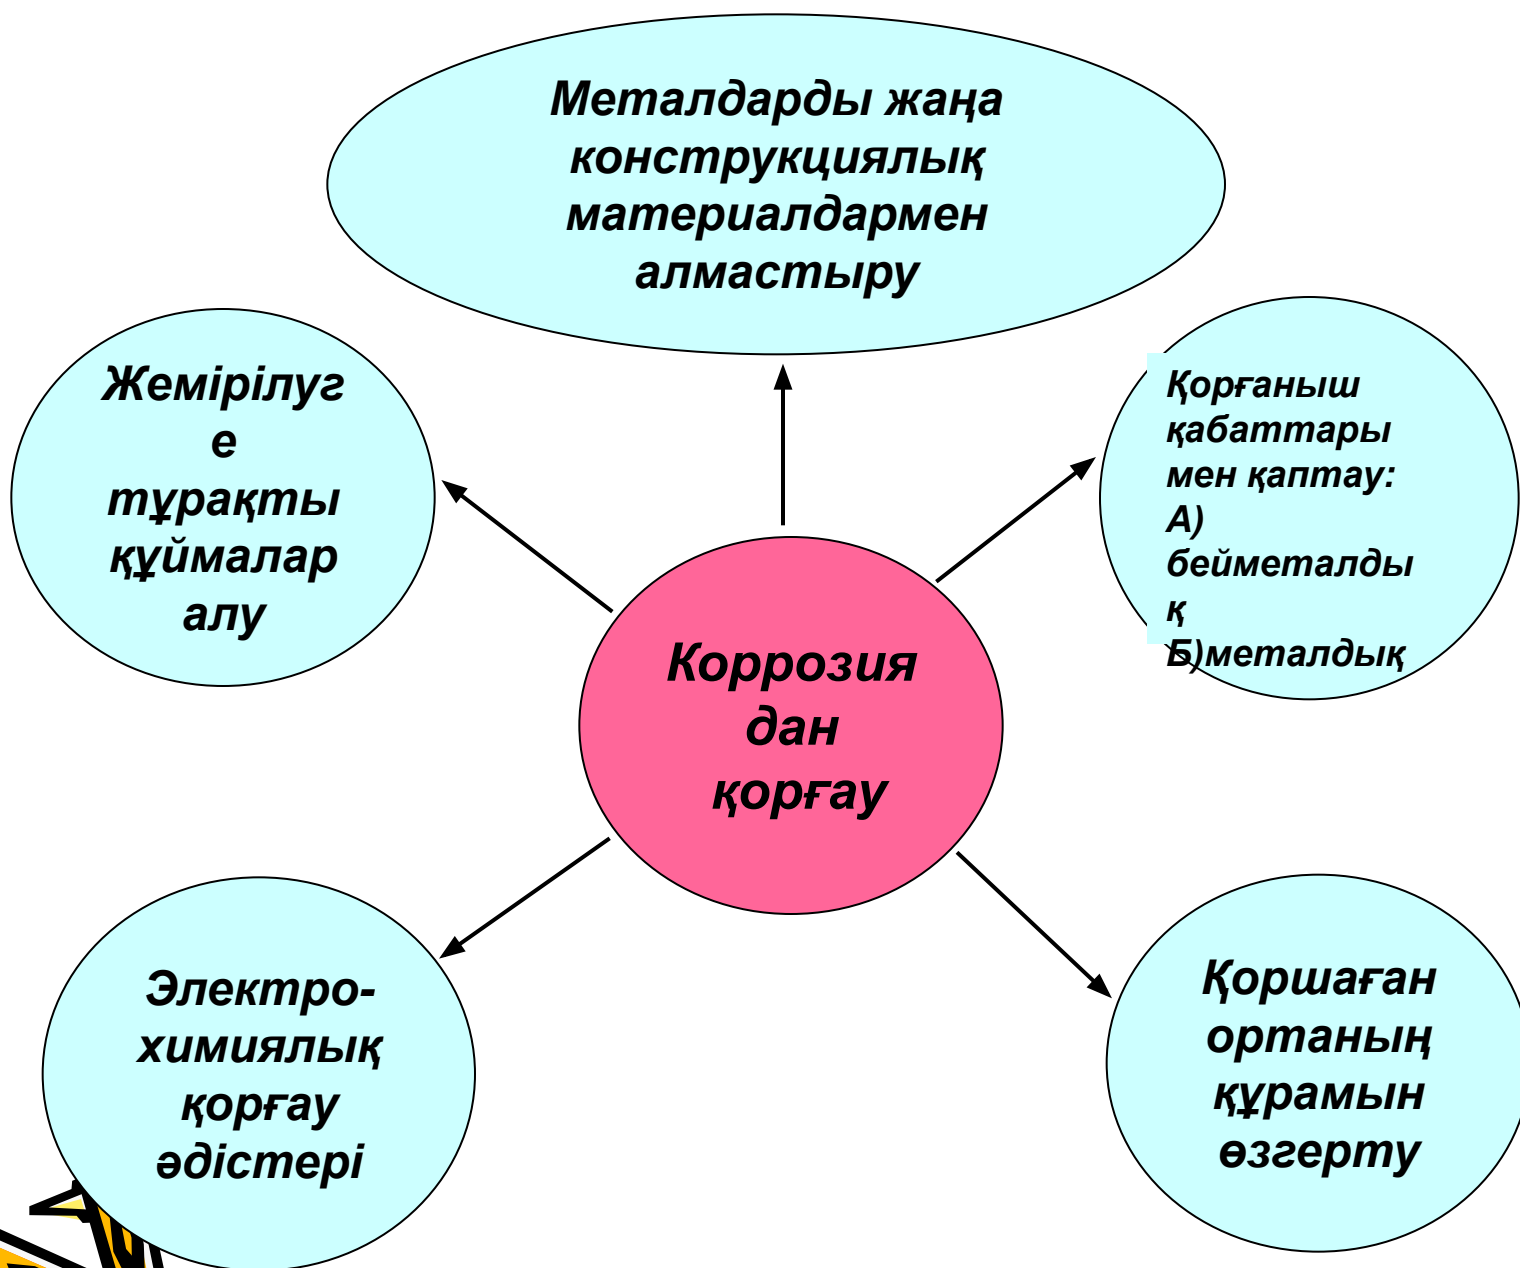 Металдарды жаңа
конструкциялық
материалдармен
алмастыру
Жемірілуг
е
тұрақты
құймалар
алу
Қорғаныш
қабаттары
мен қаптау:
А)
бейметалды
қ
Б)металдық
Коррозия
дан
қорғау
Электро-
химиялық
қорғау
әдістері
Қоршаған
ортаның
құрамын
өзгерту